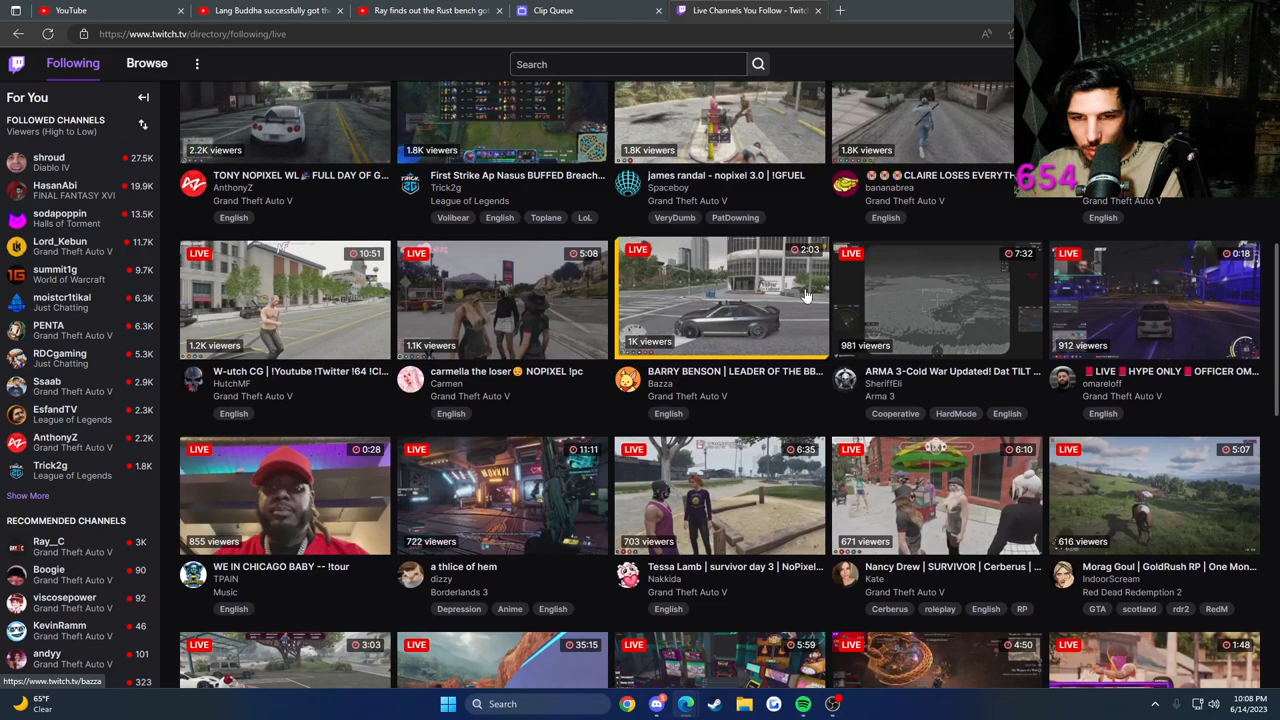 YouTube
Lang Buddha successfully got th
Ray finds out the Rust bench got
Clip Queue
Live Channels You Follow - Twitch
https://www.twitch.tv/directory/following/live
Following
Browse
Search
For You
FOLLOWED CHANNELS
Viewers (High to Low)
shroud
27.5K
Diablo IV
HasanAbi
19.9K
FINAL FANTASY XVI
sodapoppin
13.5K
Halls of Torment
Lord_Kebun
11.7K
Grand Theft Auto V
summit1g
9.7K
World of Warcraft
moistcr1tikal
6.3K
Just Chatting
PENTA
6.3K
Grand Theft Auto V
RDCgaming
5.3K
Just Chatting
Ssaab
2.9K
Grand Theft Auto V
EsfandTV
2.3K
League of Legends
AnthonyZ
2.2K
Grand Theft Auto V
Trick2g
1.8K
League of Legends
Show More
RECOMMENDED CHANNELS
Ray__C
3K
Grand Theft Auto V
Boogie
90
Grand Theft Auto V
viscosepower
92
Grand Theft Auto V
KevinRamm
46
Grand Theft Auto V
andyy
101
Grand Theft Auto V
323
https://www.twitch.tv/bazza
2.2K viewers
TONY NOPIXEL WL FULL DAY OF G...
AnthonyZ
Grand Theft Auto V
English
1.8K viewers
First Strike Ap Nasus BUFFED Breach...
Trick2g
League of Legends
Volibear English Toplane LoL
1.8K viewers
james randal - nopixel 3.0 | !GFUEL
Spaceboy
Grand Theft Auto V
VeryDumb PatDowning
1.8K viewers
CLAIRE LOSES EVERYTH
bananabrea
Grand Theft Auto V
English
654
Grand Theft Auto V
English
LIVE
10:51
1.2K viewers
W-utch CG | !Youtube !Twitter !64 !Cl...
HutchMF
Grand Theft Auto V
English
LIVE
5:08
1.1K viewers
carmella the loser NOPIXEL !pc
Carmen
Grand Theft Auto V
English
LIVE
2:03
1K viewers
BARRY BENSON | LEADER OF THE BB...
Bazza
Grand Theft Auto V
English
LIVE
7:32
981 viewers
ARMA 3-Cold War Updated! Dat TILT ...
SheriffEli
Arma 3
Cooperative HardMode English
LIVE
0:18
912 viewers
LIVE HYPE ONLY OFFICER OM...
omareloff
Grand Theft Auto V
English
LIVE
0:28
855 viewers
WE IN CHICAGO BABY -- !tour
TPAIN
Music
English
LIVE
11:11
722 viewers
a thlice of hem
dizzy
Borderlands 3
Depression Anime English
LIVE
6:35
703 viewers
Tessa Lamb | survivor day 3 | NoPixel...
Nakkida
Grand Theft Auto V
English
LIVE
6:10
671 viewers
Nancy Drew | SURVIVOR | Cerberus | ...
Kate
Grand Theft Auto V
Cerberus roleplay English RP
LIVE
5:07
616 viewers
Morag Goul | GoldRush RP | One Mon...
IndoorScream
Red Dead Redemption 2
GTA scotland rdr2 RedM
LIVE
3:03
LIVE
35:15
LIVE
5:59
LIVE
4:50
LIVE
1:48
65°F
Clear
Search
10:08 PM
6/14/2023